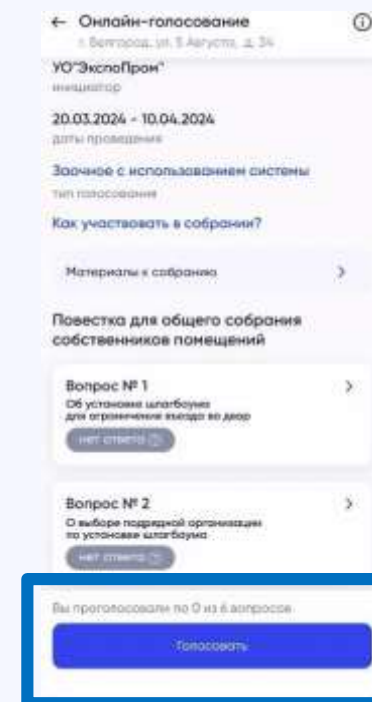 ← Онлайн-голосование
г. Белгород, ул. 5 Августа, д. 34
УО"ЭкспоПром"
инициатор
20.03.2024 - 10.04.2024
даты проведения
Заочное с использованием системы
тип голосования
Как участвовать в собрании?
Материалы к собранию
Повестка для общего собрания
собственников помещений
Вопрос № 1
Об установке шлагбаума
для ограничения въезда во двор
нет ответа
Вопрос № 2
О выборе подрядной организации
по установке шлагбаума
нет ответа
Вы проголосовали по 0 из 6 вопросов
Голосовать